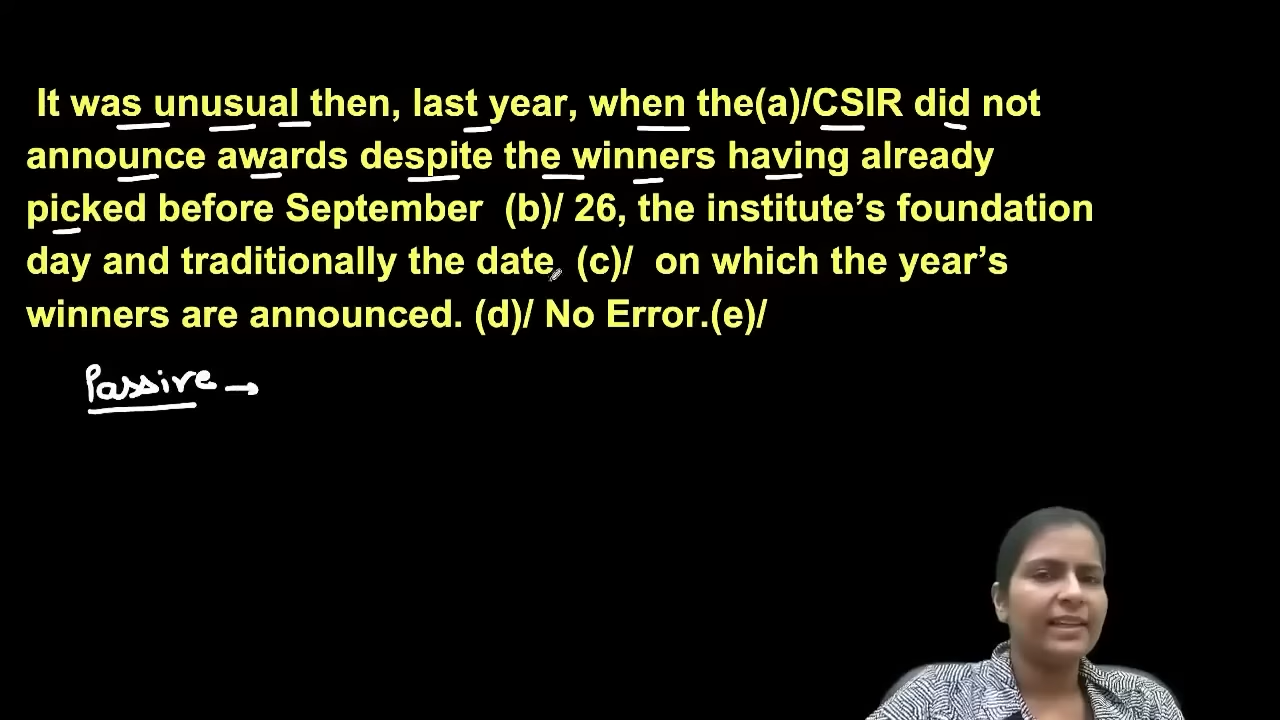 It was unusual then, last year, when the(a)/CSIR did not
announce awards despite the winners having already
picked before September (b)/ 26, the institute’s foundation
day and traditionally the date, (c)/ on which the year’s
winners are announced. (d)/ No Error.(e)/
Passive →